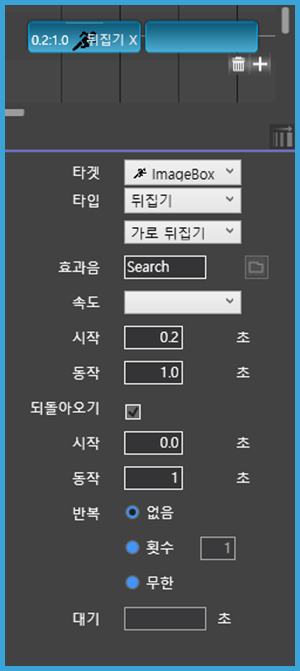 0.2:1.0 뒤집기 X
타겟 ImageBox
타입 뒤집기
가로 뒤집기
효과음 Search
속도
시작 0.2 초
동작 1.0 초
되돌아오기
시작 0.0 초
동작 1 초
반복 없음
횟수 1
무한
대기 초